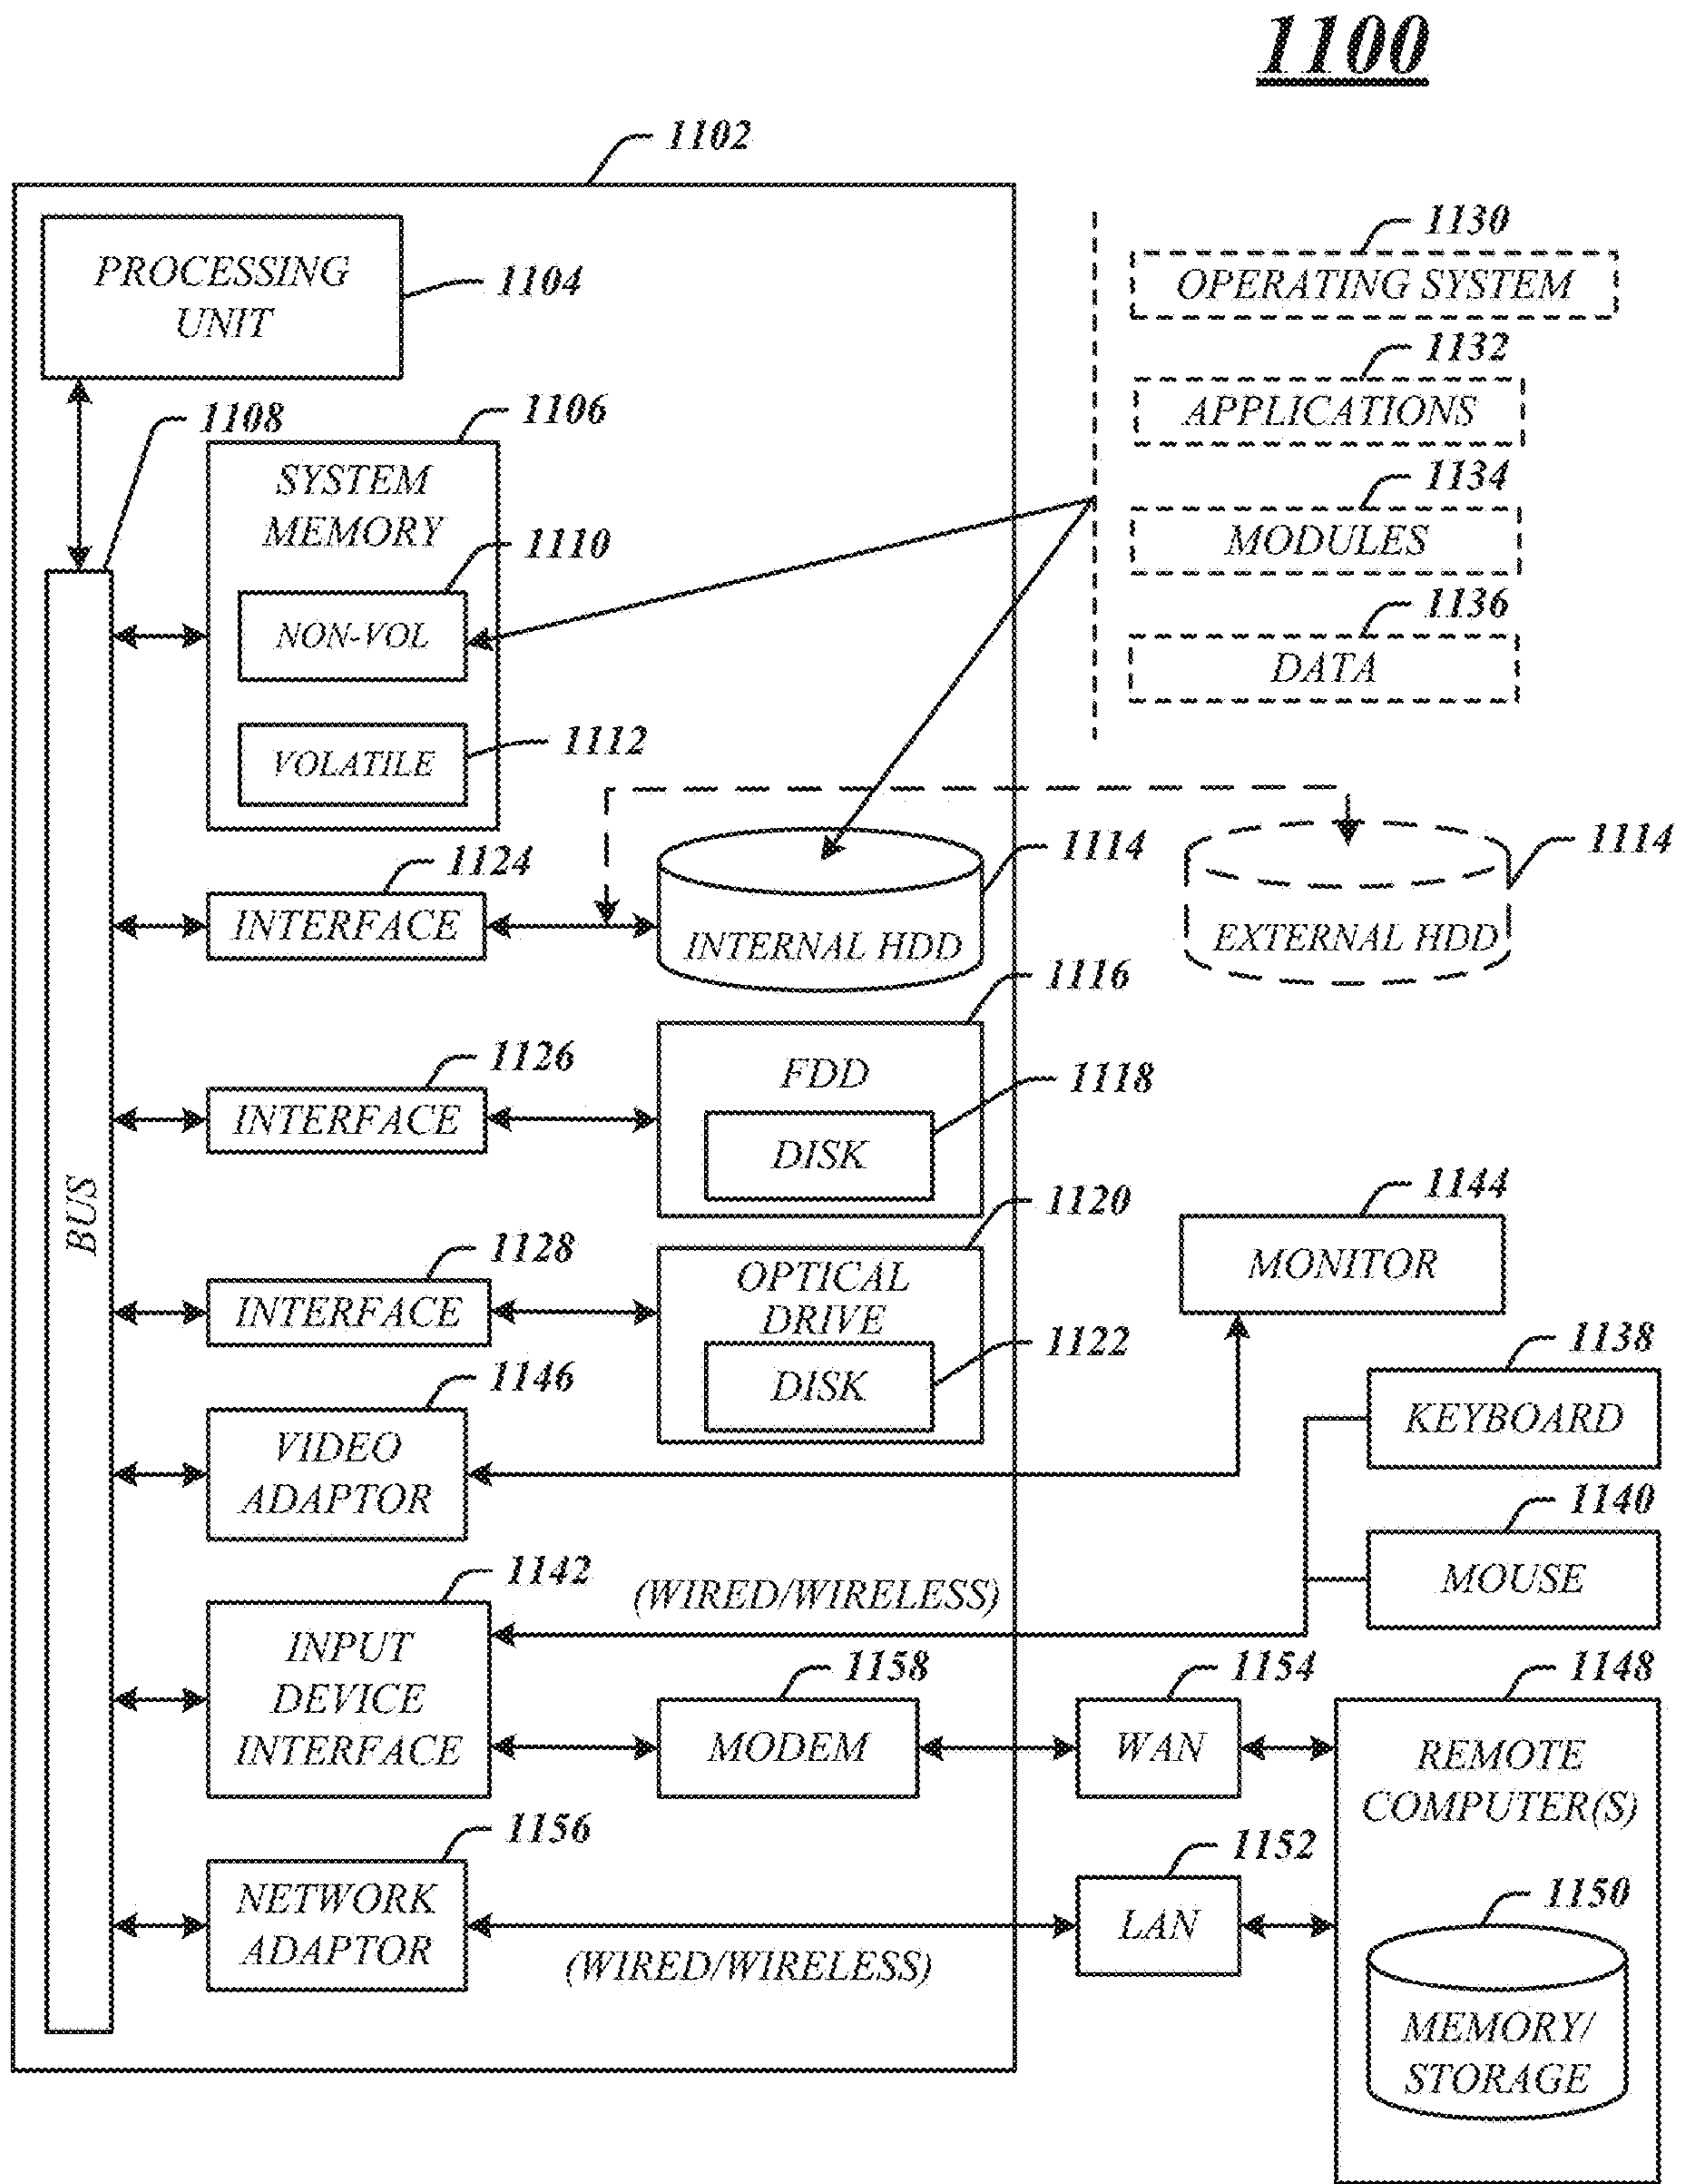 1100
1102
PROCESSING
UNIT
1104
1130
OPERATING SYSTEM
1132
APPLICATIONS
1134
MODULES
1136
DATA
1108
1106
SYSTEM
MEMORY
1110
NON-VOL
1112
VOLATILE
1124
INTERFACE
1114
INTERNAL HDD
1114
EXTERNAL HDD
1116
1126
INTERFACE
FDD
1118
DISK
BUS
1120
1128
INTERFACE
OPTICAL
DRIVE
1122
DISK
1144
MONITOR
1146
VIDEO
ADAPTOR
1138
KEYBOARD
1140
MOUSE
1142
(WIRED/WIRELESS)
INPUT
DEVICE
INTERFACE
1158
MODEM
1154
WAN
1148
REMOTE
COMPUTER(S)
1156
NETWORK
ADAPTOR
(WIRED/WIRELESS)
1152
LAN
1150
MEMORY/
STORAGE